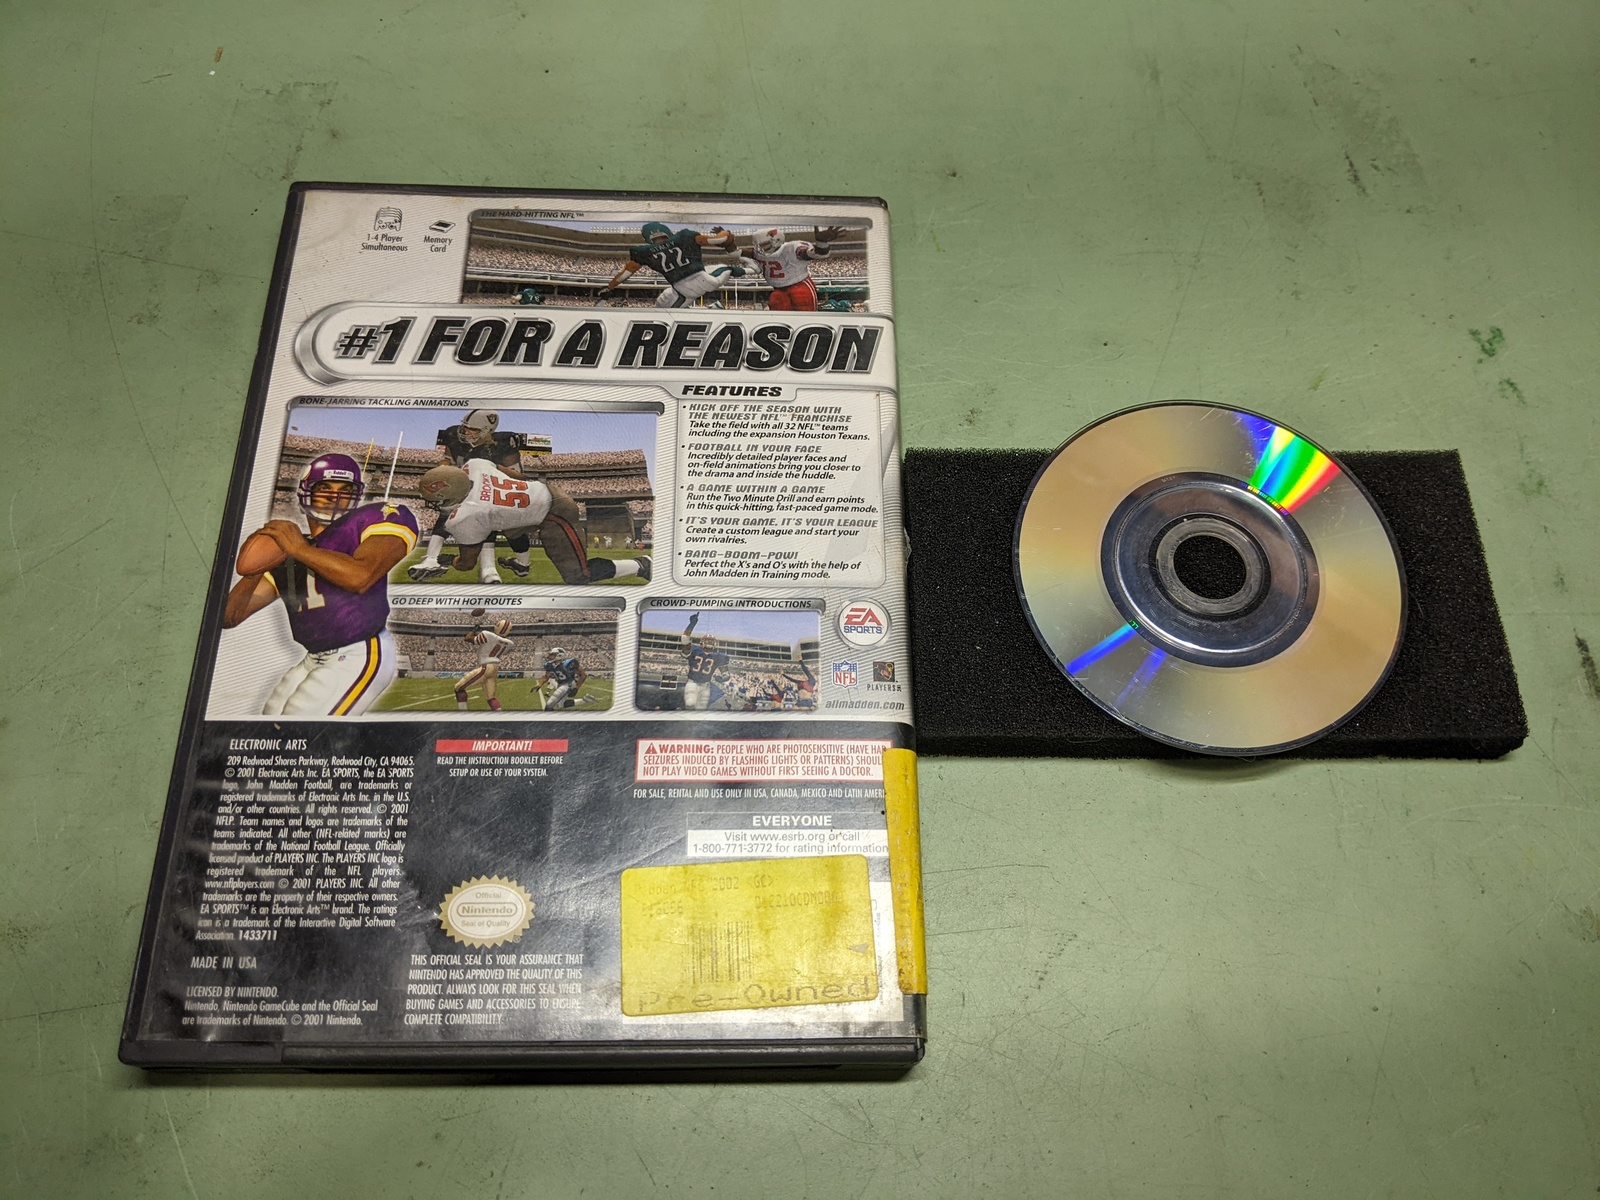 1-4 Player
Simultaneous
Memory
Card
THE HARD-HITTING NFL™
STALEY
22
#1 FOR A REASON
BONE-JARRING TACKLING ANIMATIONS
BROOKS
55
Riddell
11
FEATURES
• KICK OFF THE SEASON WITH
THE NEWEST NFL™ FRANCHISE
Take the field with all 32 NFL™ teams
including the expansion Houston Texans.
• FOOTBALL IN YOUR FACE
Incredibly detailed player faces and
on-field animations bring you closer to
the drama and inside the huddle.
• A GAME WITHIN A GAME
Run the Two Minute Drill and earn points
in this quick-hitting, fast-paced game mode.
• IT'S YOUR GAME, IT'S YOUR LEAGUE
Create a custom league and start your
own rivalries.
• BANG-BOOM-POW!
Perfect the X's and O's with the help of
John Madden in Training mode.
GO DEEP WITH HOT ROUTES
CROWD-PUMPING INTRODUCTIONS
33
EA
SPORTS
NFL
PLAYERS
allmadden.com
ELECTRONIC ARTS
209 Redwood Shores Parkway, Redwood City, CA 94065.
© 2001 Electronic Arts Inc. EA SPORTS, the EA SPORTS
logo, John Madden Football, are trademarks or
registered trademarks of Electronic Arts Inc. in the U.S.
and/or other countries. All rights reserved. © 2001
NFLP. Team names and logos are trademarks of the
teams indicated. All other (NFL-related marks) are
trademarks of the National Football League. Officially
licensed product of PLAYERS INC. The PLAYERS INC logo is
registered trademark of the NFL players.
www.nflplayers.com © 2001 PLAYERS INC. All other
trademarks are the property of their respective owners.
EA SPORTS™ is an Electronic Arts™ brand. The ratings
icon is a trademark of the Interactive Digital Software
Association. 1433711
MADE IN USA
LICENSED BY NINTENDO.
Nintendo, Nintendo GameCube and the Official Seal
are trademarks of Nintendo. © 2001 Nintendo.
IMPORTANT!
READ THE INSTRUCTION BOOKLET BEFORE
SETUP OR USE OF YOUR SYSTEM.
Official
Nintendo
Seal of Quality
THIS OFFICIAL SEAL IS YOUR ASSURANCE THAT
NINTENDO HAS APPROVED THE QUALITY OF THIS
PRODUCT. ALWAYS LOOK FOR THIS SEAL WHEN
BUYING GAMES AND ACCESSORIES TO ENSURE
COMPLETE COMPATIBILITY.
WARNING: PEOPLE WHO ARE PHOTOSENSITIVE (HAVE HAD
SEIZURES INDUCED BY FLASHING LIGHTS OR PATTERNS) SHOUL
NOT PLAY VIDEO GAMES WITHOUT FIRST SEEING A DOCTOR.
FOR SALE, RENTAL AND USE ONLY IN USA, CANADA, MEXICO AND LATIN AMERI
EVERYONE
Visit www.esrb.org or call
1-800-771-3772 for rating information
2002 GC
Pre-Owned